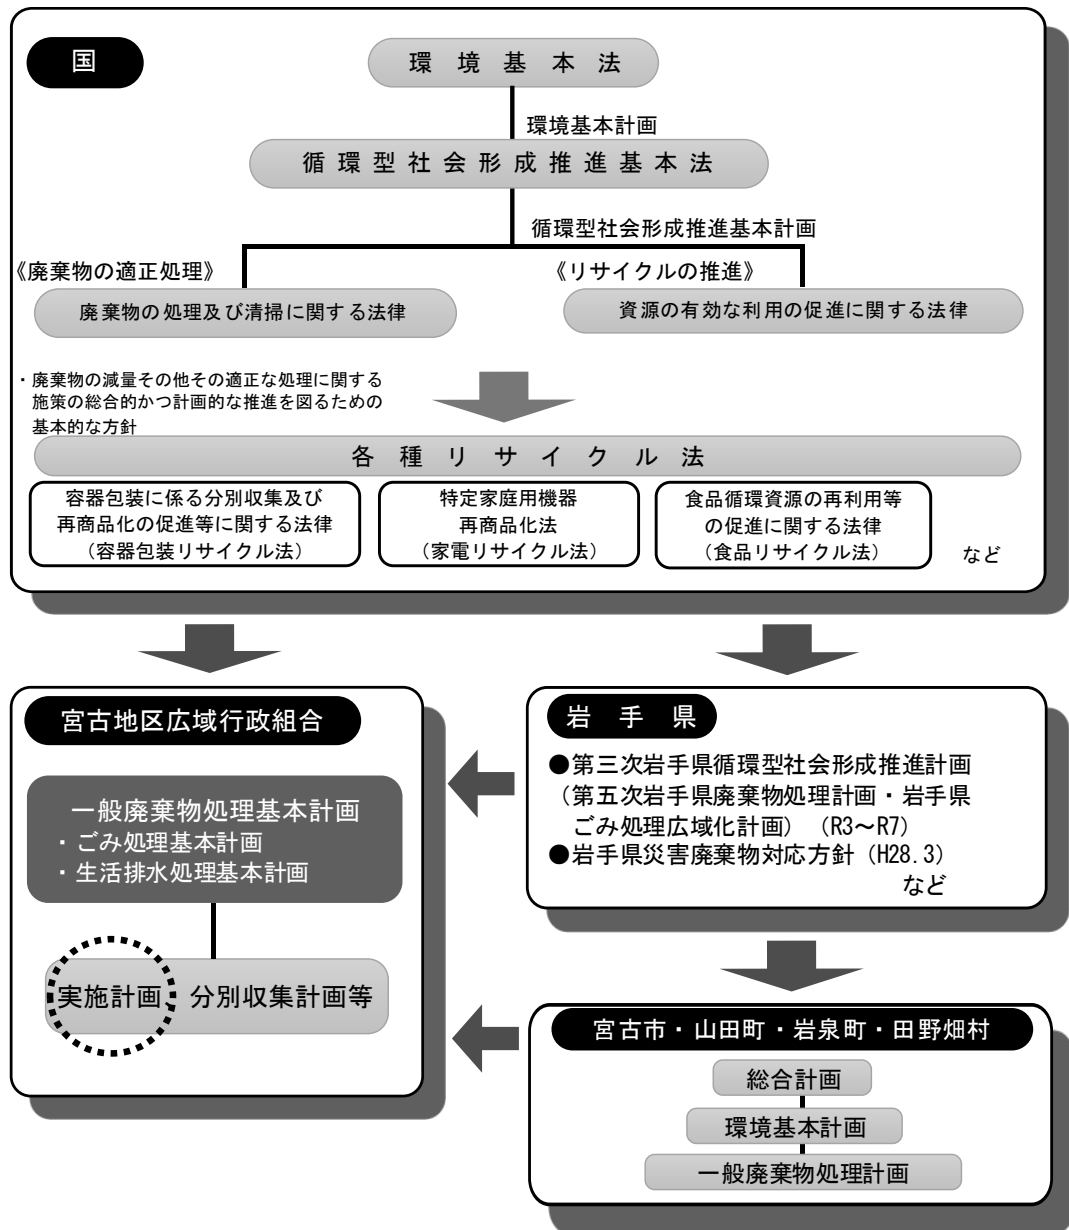 国
環境基本法
環境基本計画
循環型社会形成推進基本法
循環型社会形成推進基本計画
《廃棄物の適正処理》
《リサイクルの推進》
廃棄物の処理及び清掃に関する法律
資源の有効な利用の促進に関する法律
・廃棄物の減量その他その適正な処理に関する
施策の総合的かつ計画的な推進を図るための
基本的な方針
各種リサイクル法
容器包装に係る分別収集及び
再商品化の促進等に関する法律
（容器包装リサイクル法）
特定家庭用機器
再商品化法
（家電リサイクル法）
食品循環資源の再利用等
の促進に関する法律
（食品リサイクル法）
など
宮古地区広域行政組合
一般廃棄物処理基本計画
・ごみ処理基本計画
・生活排水処理基本計画
実施計画、分別収集計画等
岩手県
●第三次岩手県循環型社会形成推進計画
（第五次岩手県廃棄物処理計画・岩手県
ごみ処理広域化計画）（R3～R7）
●岩手県災害廃棄物対応方針（H28.3）
など
宮古市・山田町・岩泉町・田野畑村
総合計画
環境基本計画
一般廃棄物処理計画